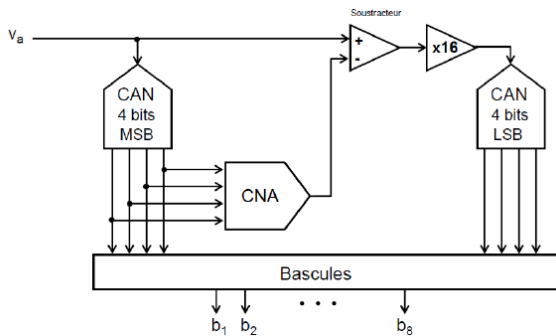 Soustracteur
Va
+
-
x16
CAN
4 bits
MSB
CAN
4 bits
LSB
CNA
Bascules
b1 b2 • • • b8